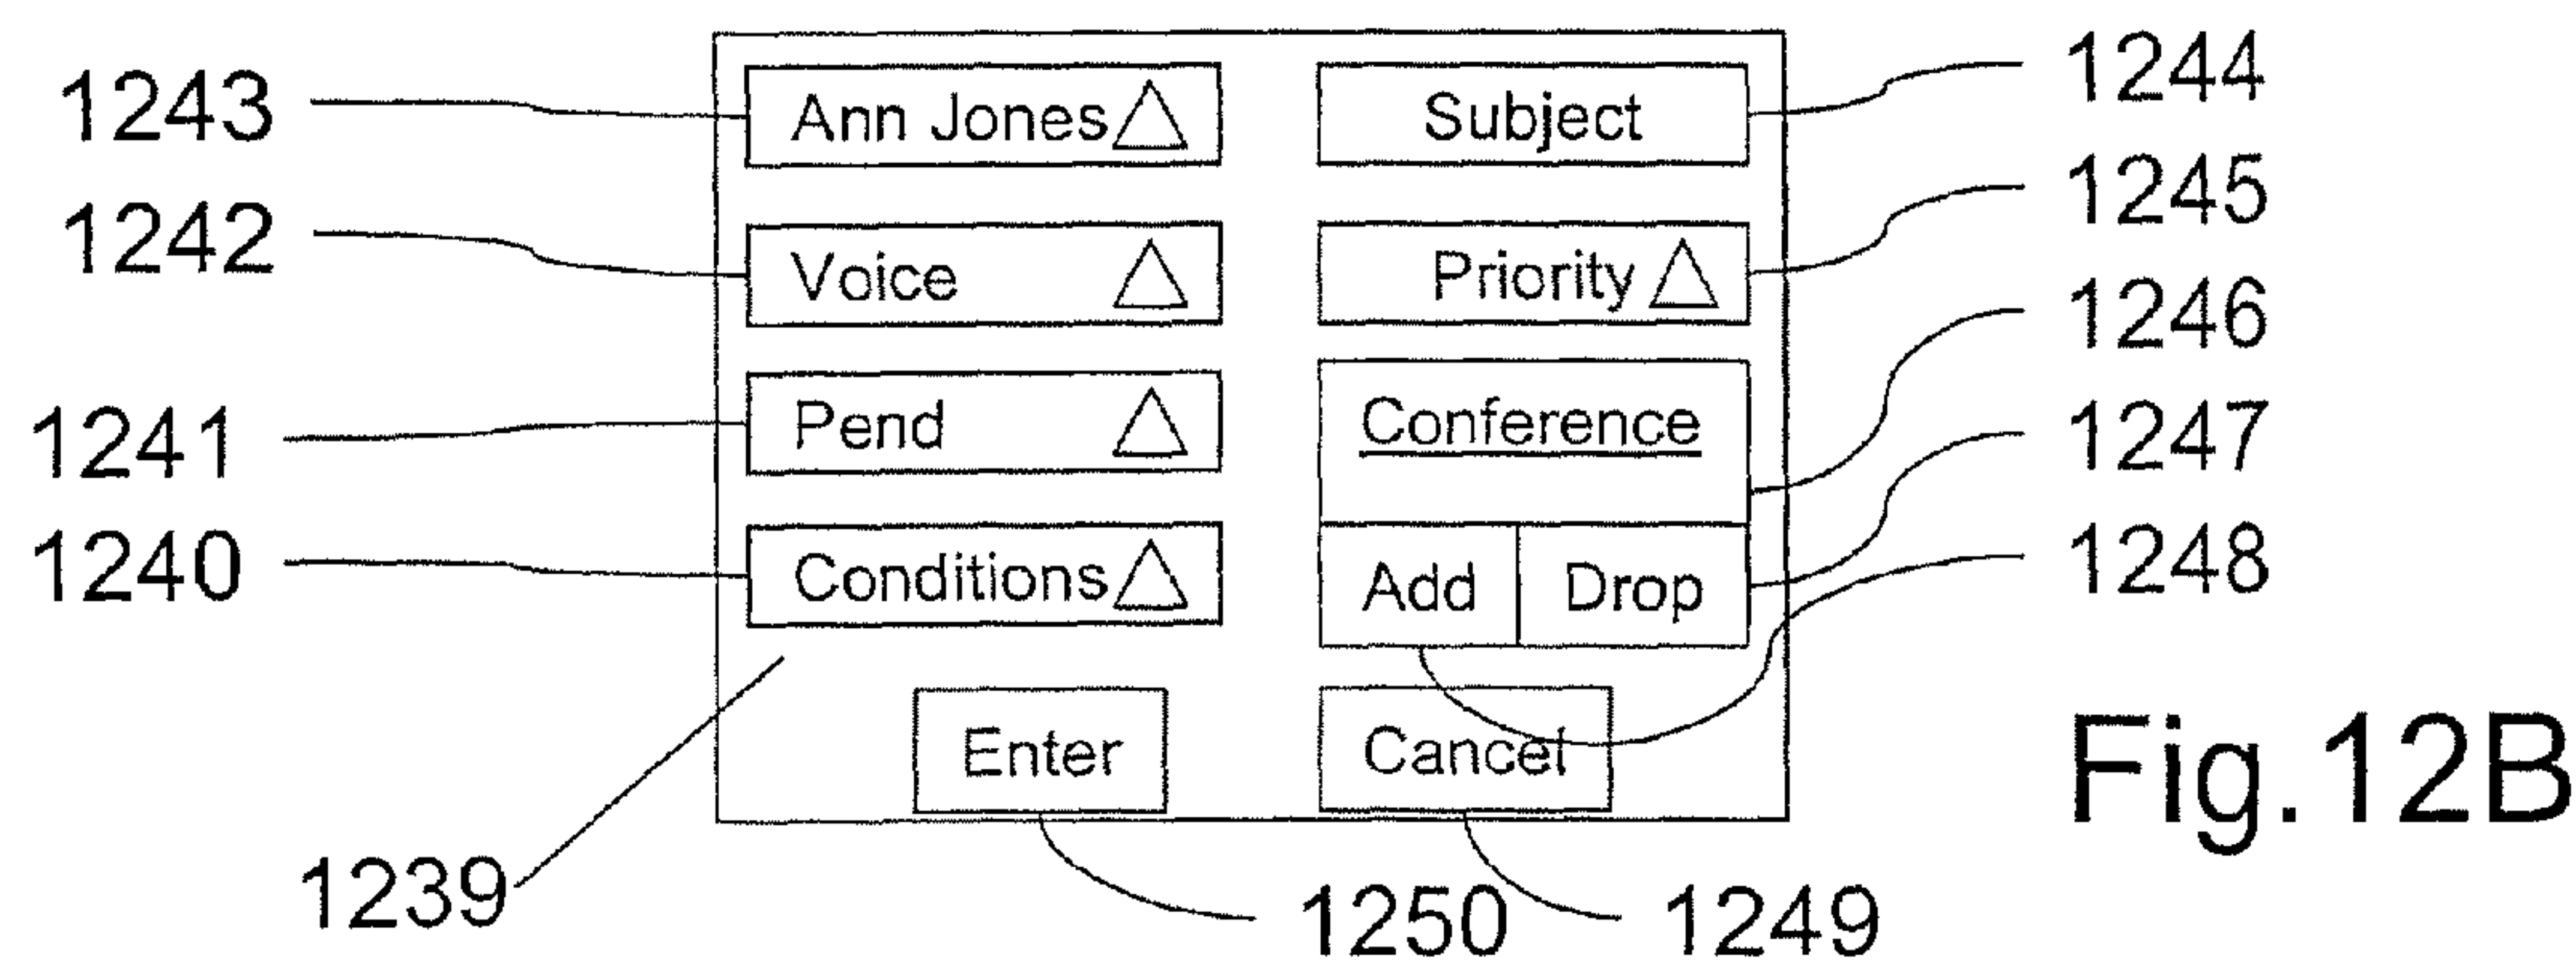 1243 Ann Jones Subject 1244
1242 Voice Priority 1245
1246
1241 Pend Conference 1247
1240 Conditions Add Drop 1248
Enter Cancel
Fig.12B
1239 1250 1249